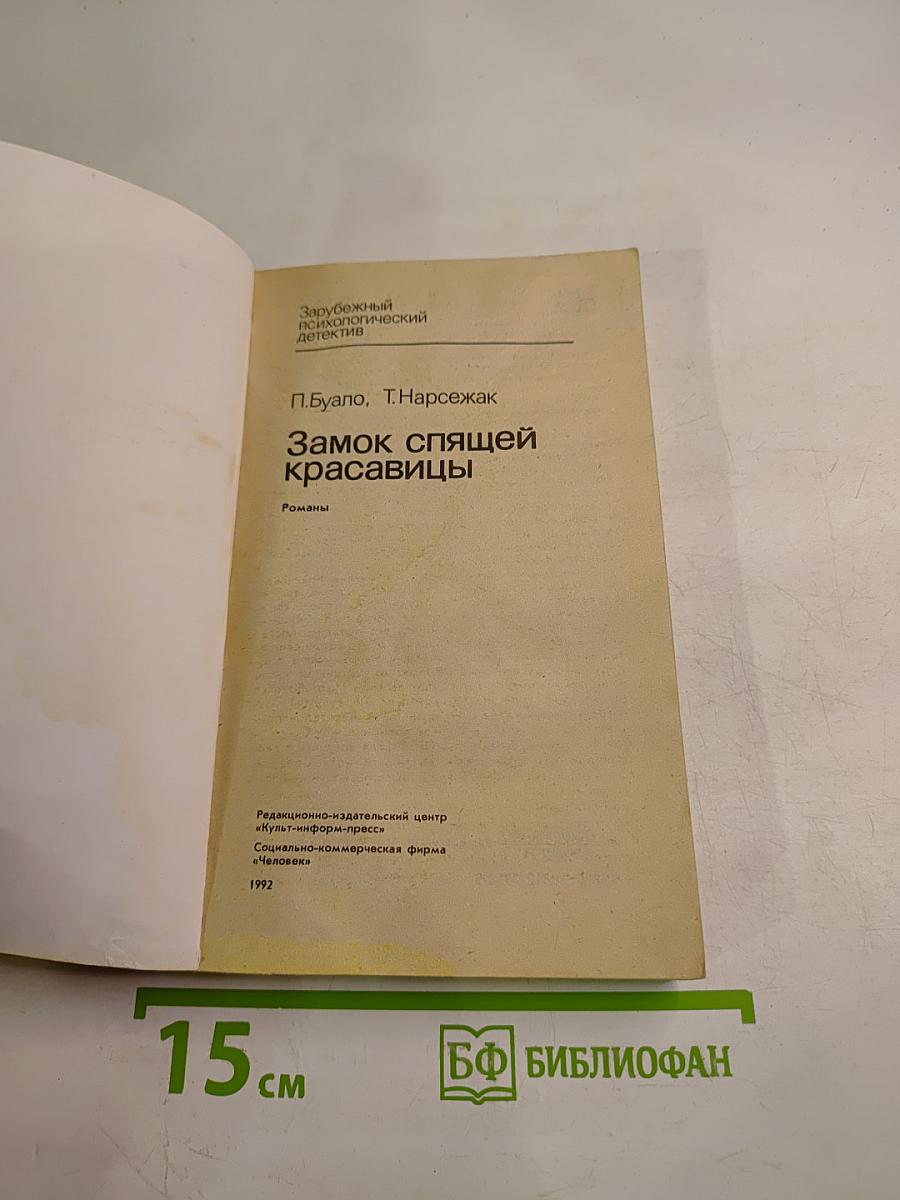 Зарубежный
психологический
детектив
П.Буало, Т.Нарсежак
Замок спящей
красавицы
Романы
Редакционно-издательский центр
«Культ-информ-пресс»
Социально-коммерческая фирма
«Человек»
1992
15 см
БФ БИБЛИОФАН